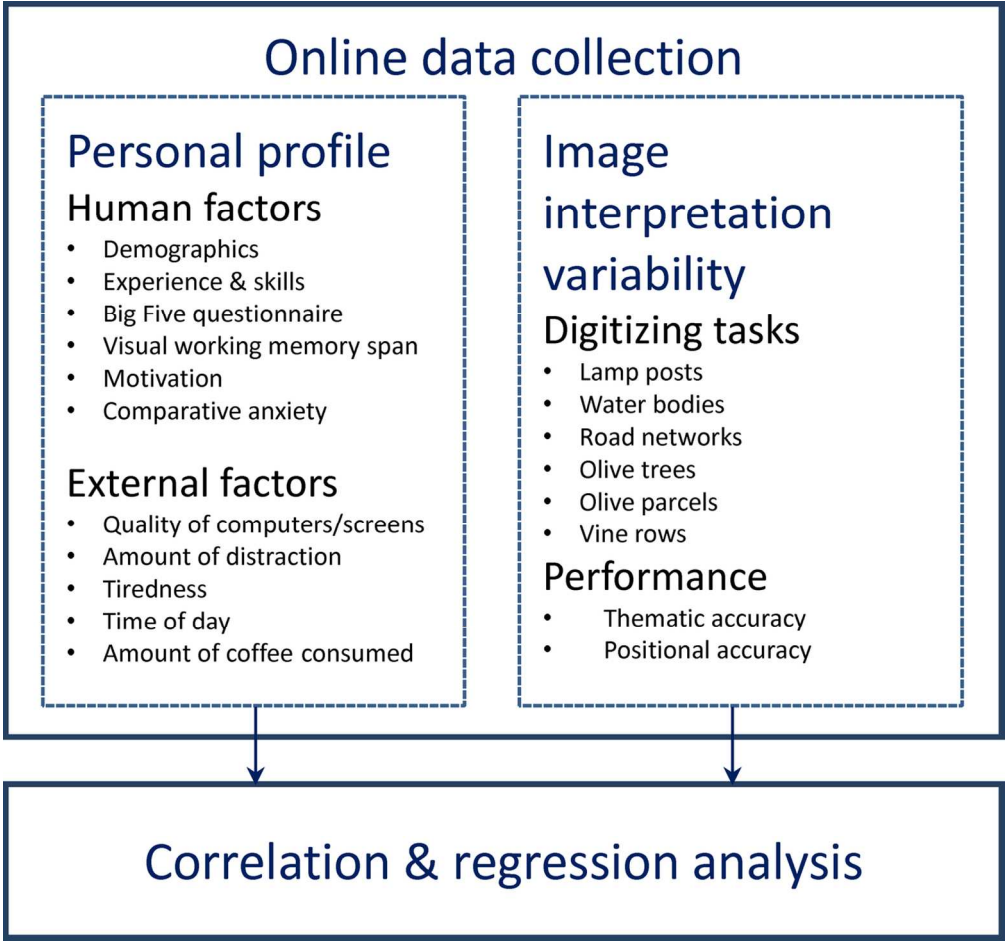 Online data collection
Personal profile
Human factors
• Demographics
• Experience & skills
• Big Five questionnaire
• Visual working memory span
• Motivation
• Comparative anxiety
External factors
• Quality of computers/screens
• Amount of distraction
• Tiredness
• Time of day
• Amount of coffee consumed
Image
interpretation
variability
Digitizing tasks
• Lamp posts
• Water bodies
• Road networks
• Olive trees
• Olive parcels
• Vine rows
Performance
• Thematic accuracy
• Positional accuracy
Correlation & regression analysis